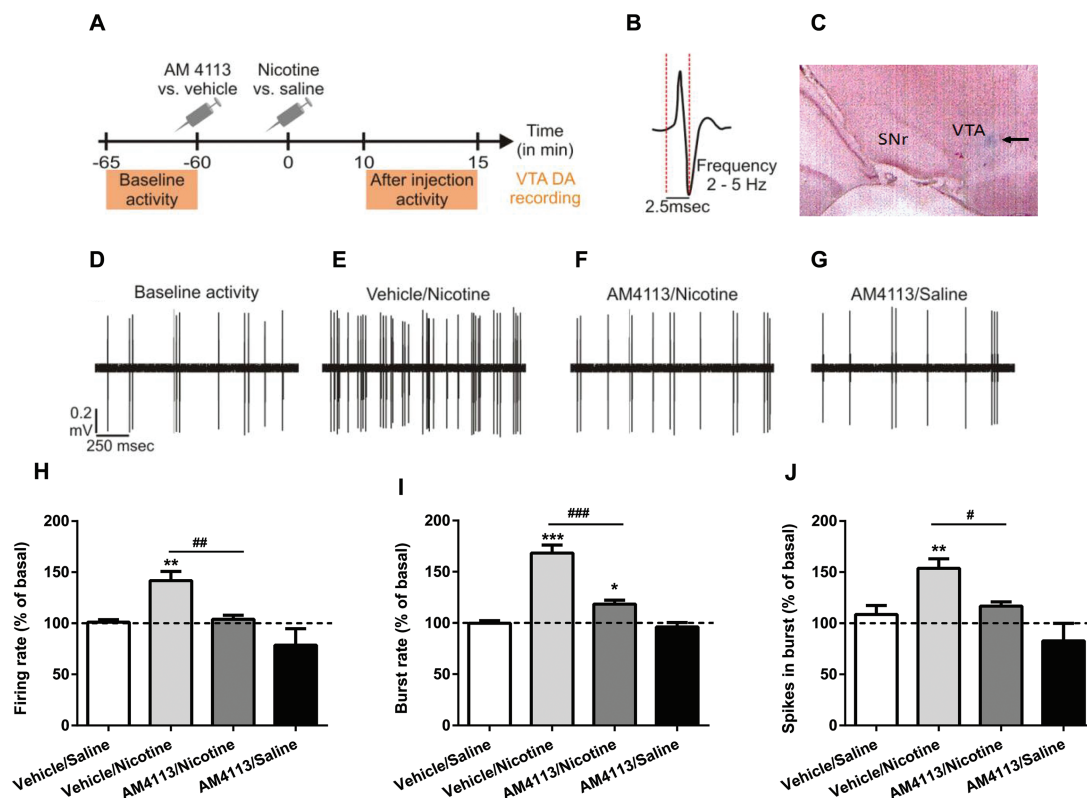 A
AM 4113
vs. vehicle
Nicotine
vs. saline
Time
(in min)
-65
-60
0
10
15
Baseline
activity
After injection
activity
VTA DA
recording
B
Frequency
2 - 5 Hz
2.5msec
C
SNr
VTA
D
Baseline activity
0.2
mV
250 msec
E
Vehicle/Nicotine
F
AM4113/Nicotine
G
AM4113/Saline
H
Firing rate (% of basal)
200
150
100
50
0
**
##
Vehicle/Saline
Vehicle/Nicotine
AM4113/Nicotine
AM4113/Saline
I
Burst rate (% of basal)
200
150
100
50
0
***
###
*
Vehicle/Saline
Vehicle/Nicotine
AM4113/Nicotine
AM4113/Saline
J
Spikes in burst (% of basal)
200
150
100
50
0
**
#
Vehicle/Saline
Vehicle/Nicotine
AM4113/Nicotine
AM4113/Saline